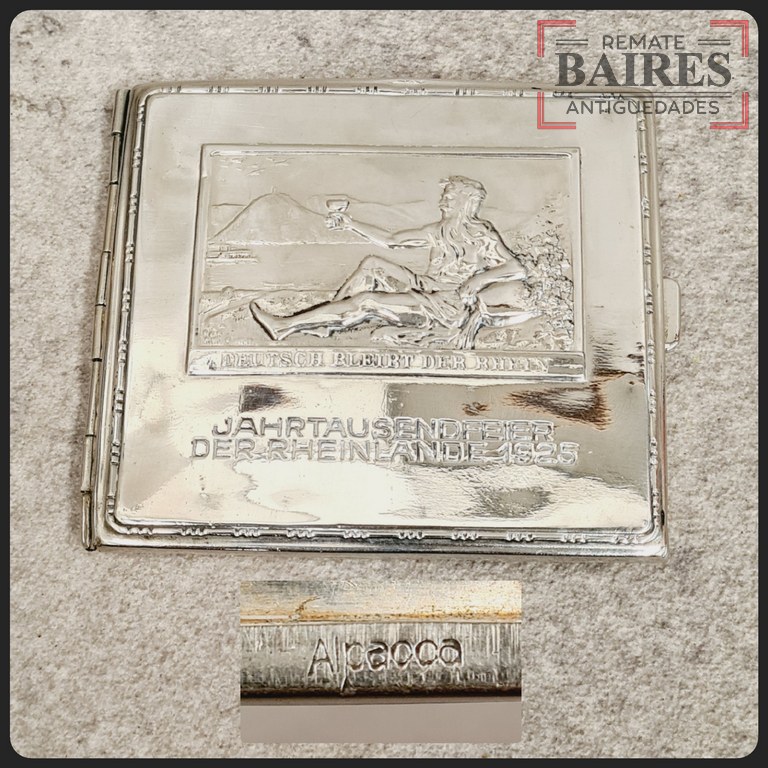 REMATE
BAIRES
ANTIGUEDADES
DEUTSCH BLEIBT DER RHEIN
JAHRTAUSENDFEIER
DER RHEINLANDE 1925
Alpacca